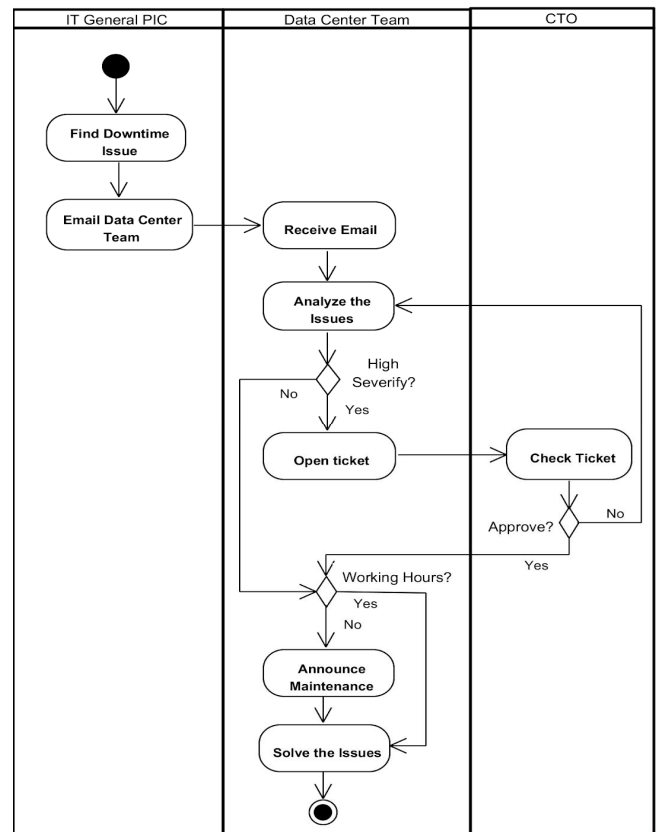 IT General PIC
Data Center Team
CTO
Find Downtime
Issue
Email Data Center
Team
Receive Email
Analyze the
Issues
High
Severify?
No
Yes
Open ticket
Check Ticket
Approve?
No
Yes
Working Hours?
Yes
No
Announce
Maintenance
Solve the Issues